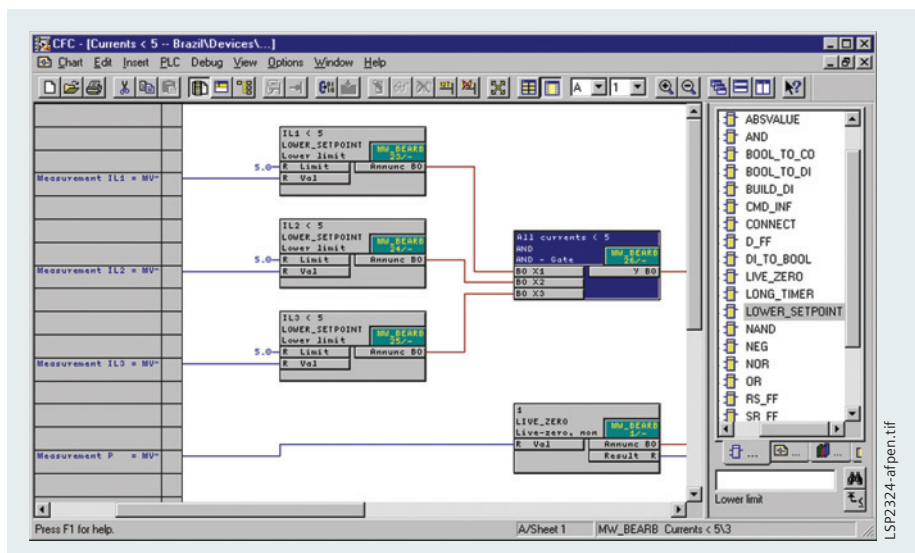 CFC - [Currents < 5 -- Brazil\Devices\...]
Chart Edit Insert PLC Debug View Options Window Help
A 1
IL1 < 5
LOWER_SETPOINT
Lower limit
MW_BEARB
23/-
5.0 R Limit Annunc BO
Measurement IL1 = MV~ R Val
IL2 < 5
LOWER_SETPOINT
Lower limit
MW_BEARB
24/-
5.0 R Limit Annunc BO
Measurement IL2 = MV~ R Val
IL3 < 5
LOWER_SETPOINT
Lower limit
MW_BEARB
25/-
5.0 R Limit Annunc BO
Measurement IL3 = MV~ R Val
All currents < 5
AND
AND - Gate
MW_BEARB
26/-
BO X1 Y BO
BO X2
BO X3
1
LIVE_ZERO
Live-zero, mon
MW_BEARB
1/-
R Val Annunc BO
Result R
Measurement P = MV~
ABSVALUE
AND
BOOL_TO_CO
BOOL_TO_DI
BUILD_DI
CMD_INF
CONNECT
D_FF
DI_TO_BOOL
LIVE_ZERO
LONG_TIMER
LOWER_SETPOINT
NAND
NEG
NOR
OR
RS_FF
SR_FF
... ... ...
Lower limit
Press F1 for help.
A/Sheet 1
MW_BEARB Currents < 5\3
LSP2324-afpen.tif